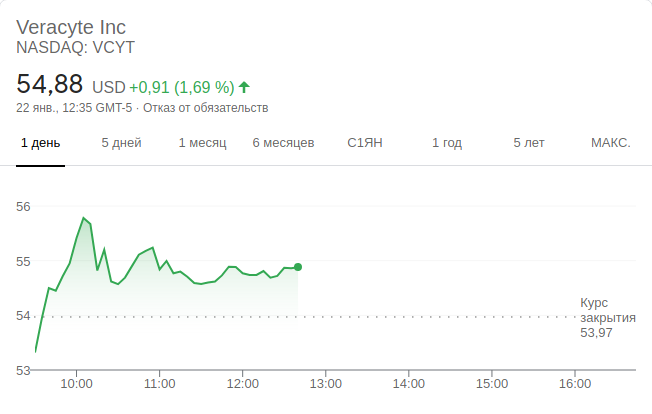 Veracyte Inc
NASDAQ: VCYT
54,88 USD +0,91 (1,69 %)
22 янв., 12:35 GMT-5 · Отказ от обязательств
1 день 5 дней 1 месяц 6 месяцев С1ЯН 1 год 5 лет МАКС.
56
55
54
53
Курс
закрытия
53,97
10:00 11:00 12:00 13:00 14:00 15:00 16:00